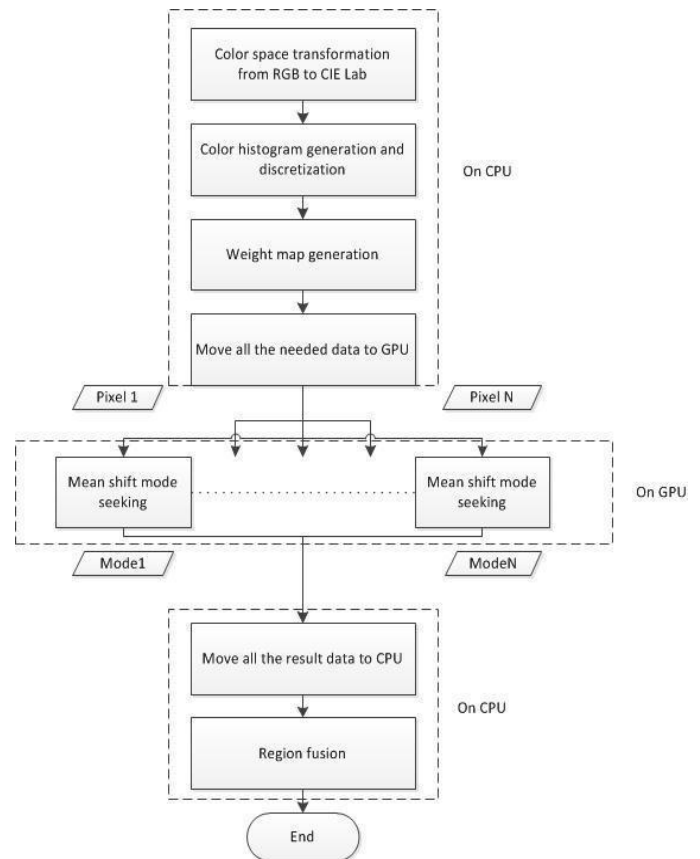 Color space transformation
from RGB to CIE Lab
Color histogram generation and
discretization
On CPU
Weight map generation
Move all the needed data to GPU
Pixel 1
Pixel N
Mean shift mode
seeking
Mean shift mode
seeking
On GPU
Mode1
ModeN
Move all the result data to CPU
On CPU
Region fusion
End